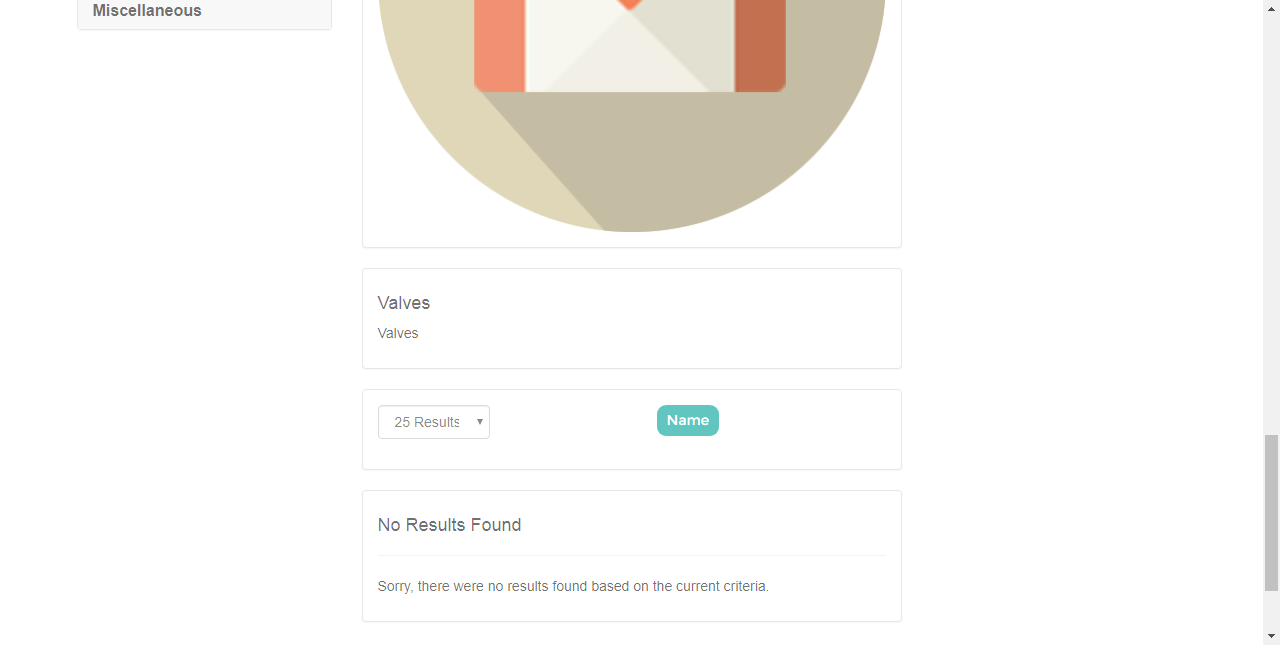 Miscellaneous
Valves
Valves
25 Results
Name
No Results Found
Sorry, there were no results found based on the current criteria.